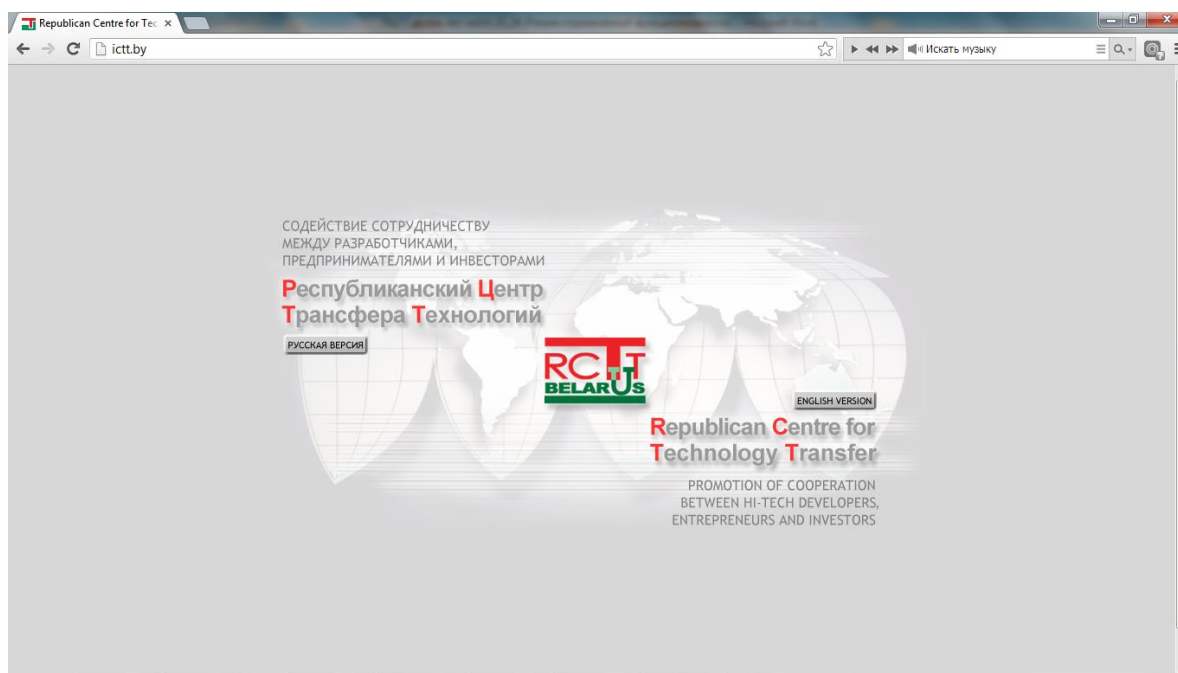 Republican Centre for Tec
ictt.by
Искать музыку
СОДЕЙСТВИЕ СОТРУДНИЧЕСТВУ
МЕЖДУ РАЗРАБОТЧИКАМИ,
ПРЕДПРИНИМАТЕЛЯМИ И ИНВЕСТОРАМИ
Республиканский Центр
Трансфера Технологий
РУССКАЯ ВЕРСИЯ
RCTT
BELARUS
ENGLISH VERSION
Republican Centre for
Technology Transfer
PROMOTION OF COOPERATION
BETWEEN HI-TECH DEVELOPERS,
ENTREPRENEURS AND INVESTORS